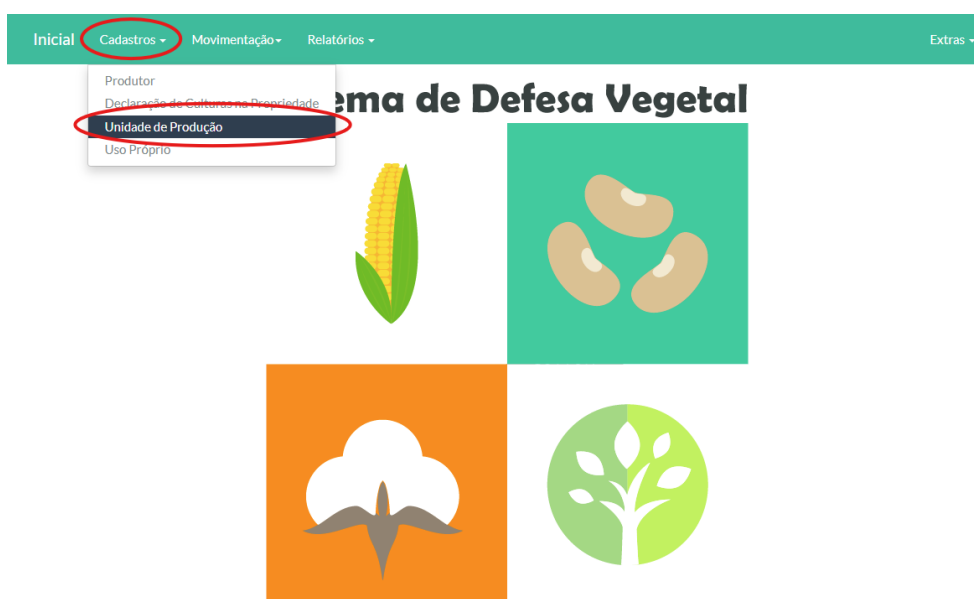 Inicial Cadastros Movimentação Relatórios Extras
Produtor
Declaração de Culturas na Propriedade
ema de Defesa Vegetal
Unidade de Produção
Uso Próprio